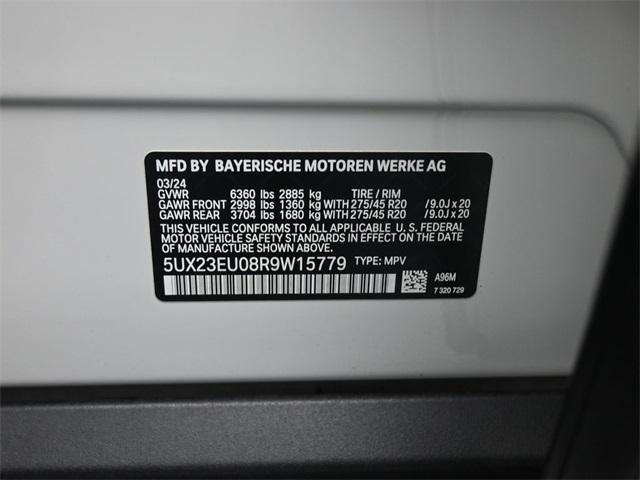 MFD BY BAYERISCHE MOTOREN WERKE AG
03/24
GVWR 6360 lbs 2885 kg TIRE / RIM
GAWR FRONT 2998 lbs 1360 kg WITH 275/45 R20 / 9.0J x 20
GAWR REAR 3704 lbs 1680 kg WITH 275/45 R20 / 9.0J x 20
THIS VEHICLE CONFORMS TO ALL APPLICABLE U. S. FEDERAL
MOTOR VEHICLE SAFETY STANDARDS IN EFFECT
ON THE DATE OF MANUFACTURE SHOWN ABOVE.
5UX23EU08R9W15779 TYPE: MPV
A96M
7 320 729